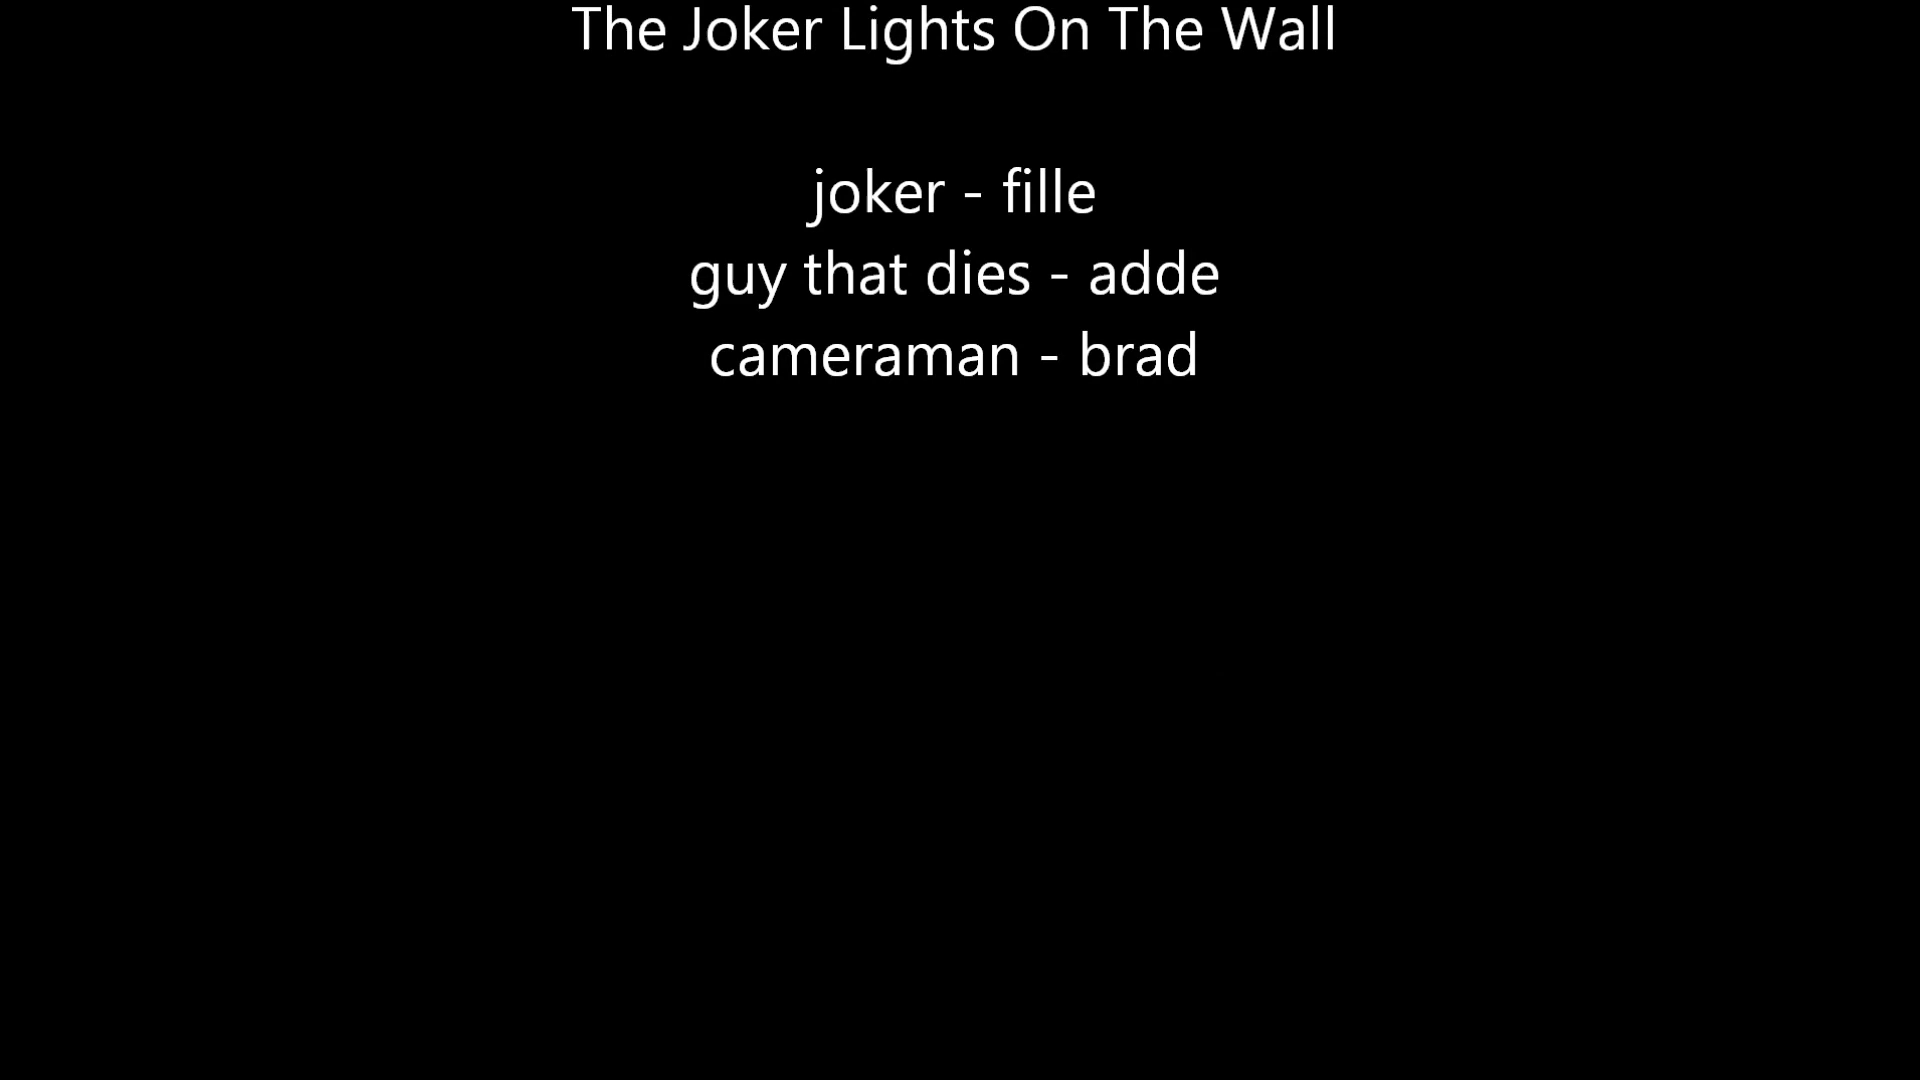 The Joker Lights On The Wall
joker - fille
guy that dies - adde
cameraman - brad